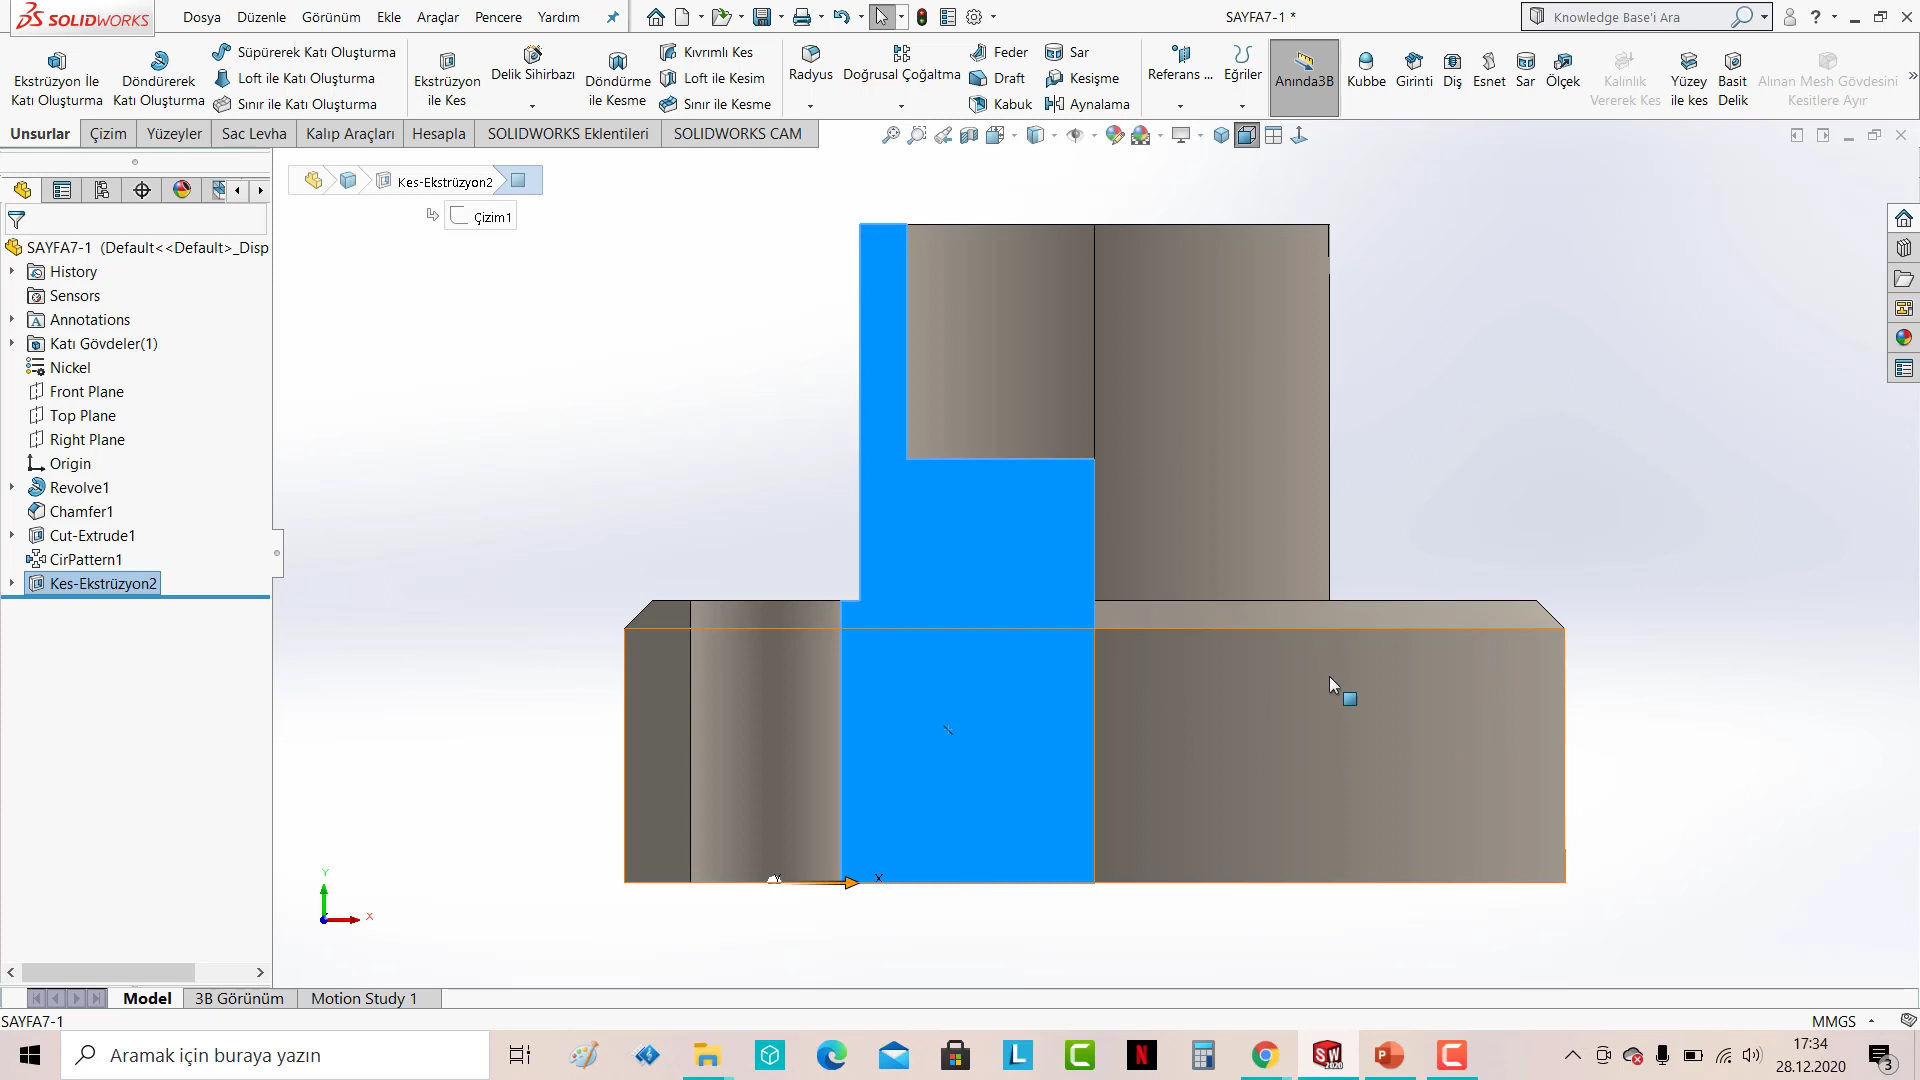 SOLIDWORKS
Dosya Düzenle Görünüm Ekle Araçlar Pencere Yardım
SAYFA7-1 *
Knowledge Base'i Ara
Ekstrüzyon İle
Katı Oluşturma
Döndürerek
Katı Oluşturma
Süpürerek Katı Oluşturma
Loft ile Katı Oluşturma
Sınır ile Katı Oluşturma
Ekstrüzyon
ile Kes
Delik Sihirbazı
Döndürme
ile Kesme
Kıvrımlı Kes
Loft ile Kesim
Sınır ile Kesme
Radyus
Doğrusal Çoğaltma
Feder
Draft
Kabuk
Sar
Kesişme
Aynalama
Referans ...
Eğriler
Anında3B
Kubbe
Girinti
Diş
Esnet
Sar
Ölçek
Kalınlık
Vererek Kes
Yüzey
ile kes
Basit
Delik
Alınan Mesh Gövdesini
Kesitlere Ayır
Unsurlar Çizim Yüzeyler Sac Levha Kalıp Araçları Hesapla SOLIDWORKS Eklentileri SOLIDWORKS CAM
Kes-Ekstrüzyon2
Çizim1
SAYFA7-1 (Default<<Default>_Disp
History
Sensors
Annotations
Katı Gövdeler(1)
Nickel
Front Plane
Top Plane
Right Plane
Origin
Revolve1
Chamfer1
Cut-Extrude1
CirPattern1
Kes-Ekstrüzyon2
X
Y
X
Model 3B Görünüm Motion Study 1
SAYFA7-1
MMGS
Aramak için buraya yazın
17:34
28.12.2020
3